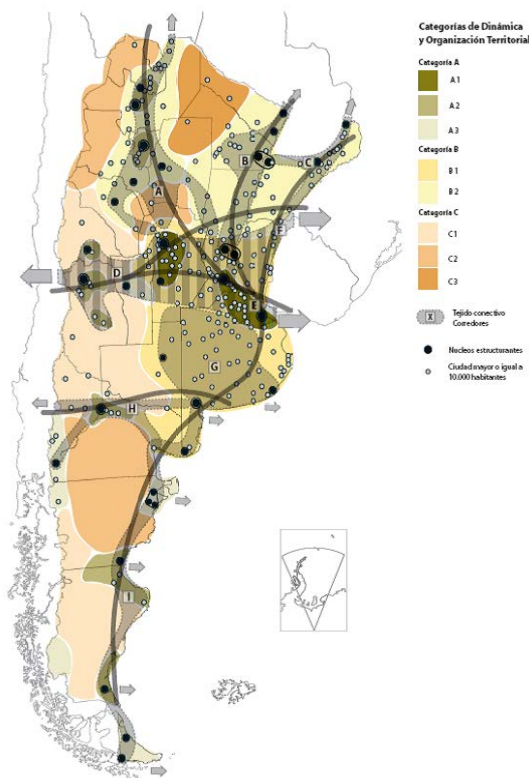 Categorías de Dinámica
y Organización Territorial
Categoría A
A 1
A 2
A 3
Categoría B
B 1
B 2
Categoría C
C1
C2
C3
X
Tejido conectivo
Corredores
Nucleos estructurantes
Ciudad mayor o igual a
10.000 habitantes
B
C
A
F
D
E
G
H
I